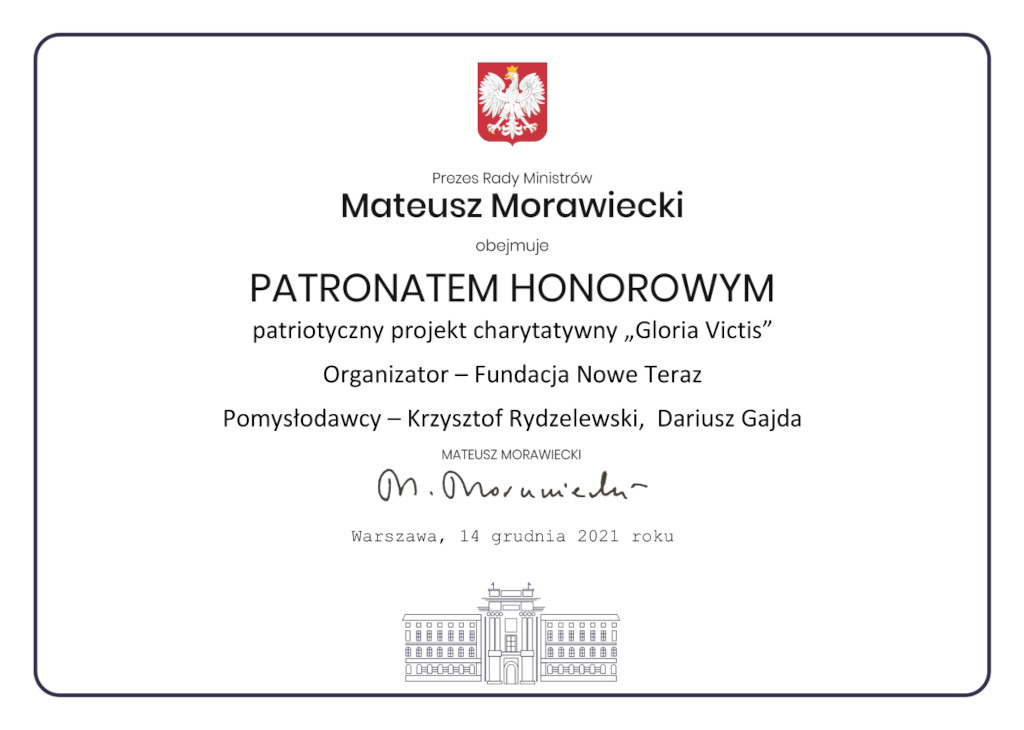 Prezes Rady Ministrów
Mateusz Morawiecki
obejmuje
PATRONATEM HONOROWYM
patriotyczny projekt charytatywny „Gloria Victis”
Organizator – Fundacja Nowe Teraz
Pomysłodawcy – Krzysztof Rydzelewski, Dariusz Gajda
MATEUSZ MORAWIECKI
M. Morawiecki
Warszawa, 14 grudnia 2021 roku